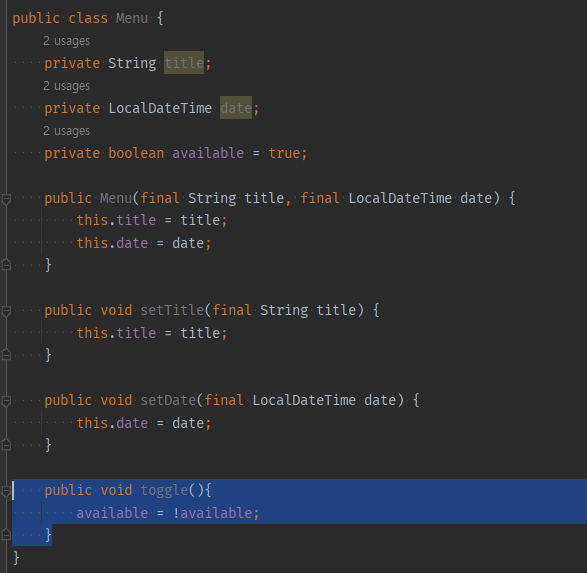 public class Menu {
2 usages
private String title;
2 usages
private LocalDateTime date;
2 usages
private boolean available = true;
public Menu(final String title, final LocalDateTime date) {
this.title = title;
this.date = date;
}
public void setTitle(final String title) {
this.title = title;
}
public void setDate(final LocalDateTime date) {
this.date = date;
}
public void toggle(){
available = !available;
}
}